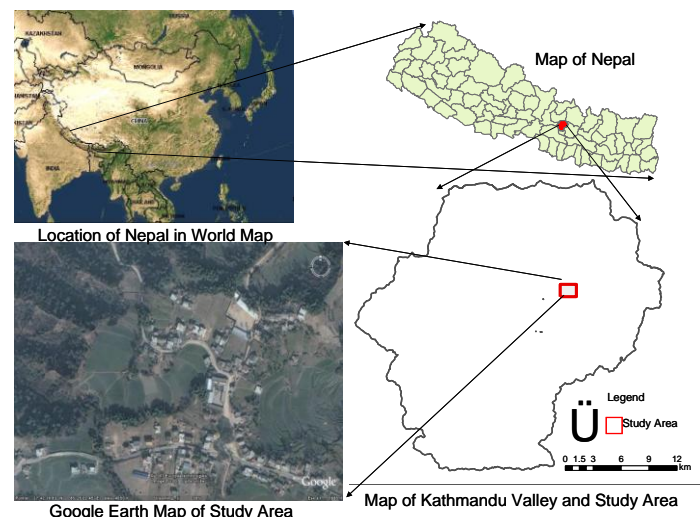 KAZAKHSTAN
RUSSIA
MONGOLIA
CHINA
INDIA
Location of Nepal in World Map
Map of Nepal
Google
Google Earth Map of Study Area
Legend
Ü
Study Area
0 1.5 3 6 9 12
km
Map of Kathmandu Valley and Study Area